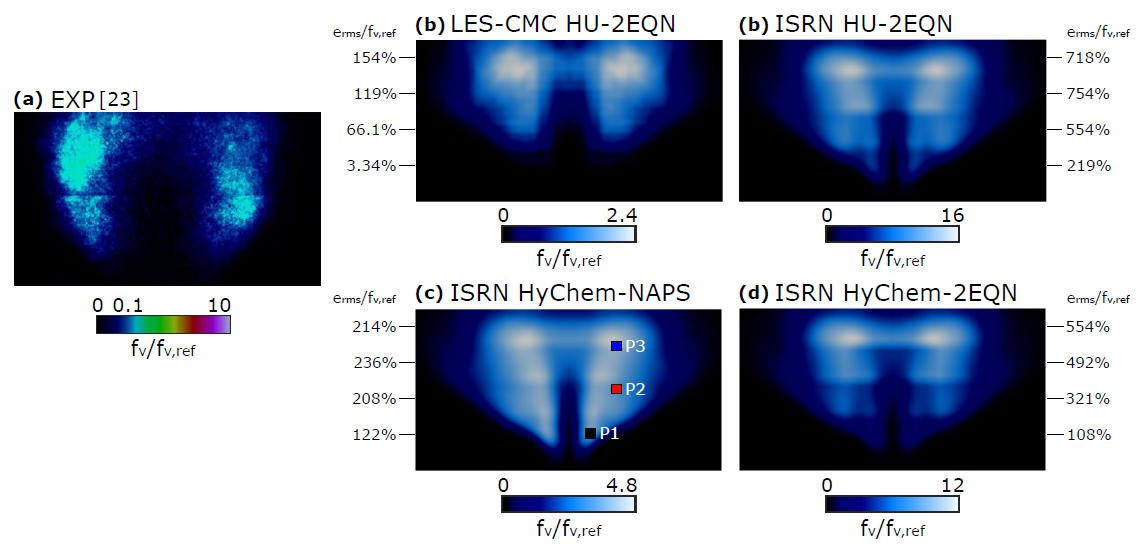 (a) EXP[23]
0 0.1 10
fv/fv,ref
(b) LES-CMC HU-2EQN
erms/fv,ref
154%
119%
66.1%
3.34%
0 2.4
fv/fv,ref
(b) ISRN HU-2EQN
erms/fv,ref
718%
754%
554%
219%
0 16
fv/fv,ref
(c) ISRN HyChem-NAPS
erms/fv,ref
214%
236%
208%
122%
P3
P2
P1
0 4.8
fv/fv,ref
(d) ISRN HyChem-2EQN
erms/fv,ref
554%
492%
321%
108%
0 12
fv/fv,ref